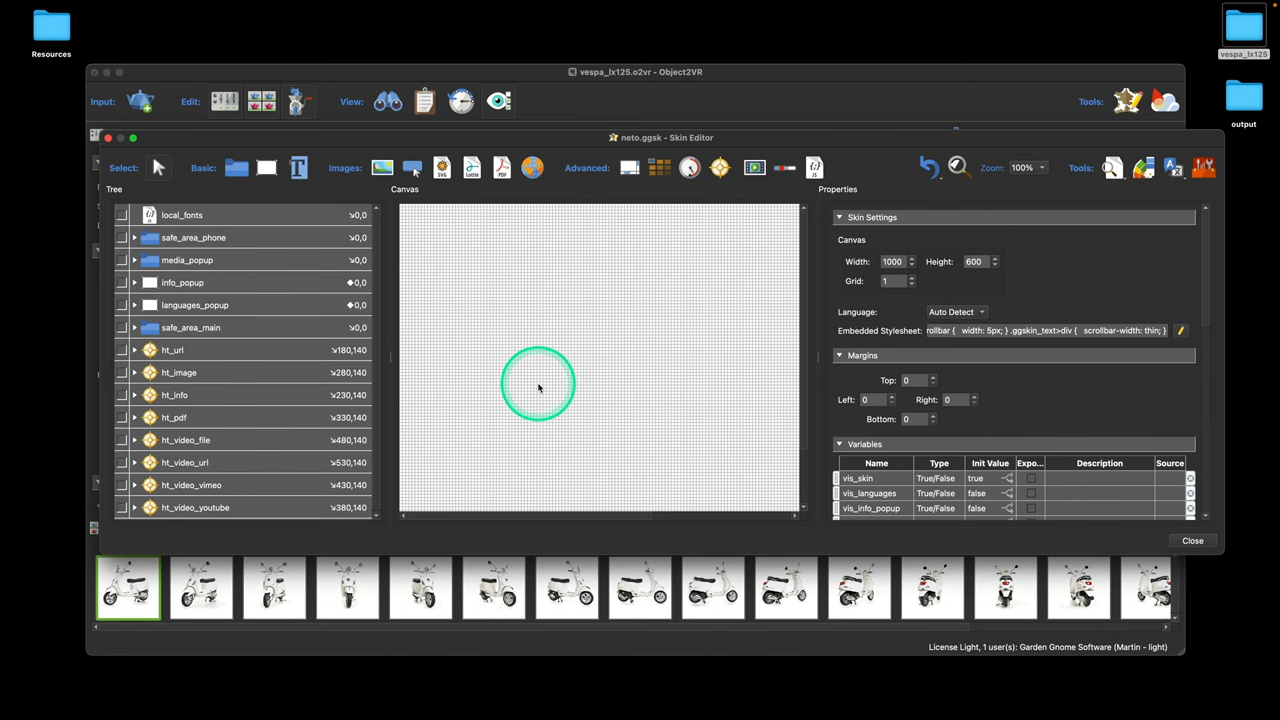 Resources
vespa_lx125
output
vespa_lx125.o2vr - Object2VR
Input:
Edit:
View:
Tools:
neto.ggsk - Skin Editor
Select:
Basic:
Images:
Advanced:
Zoom: 100%
Tools:
Tree
Canvas
Properties
local_fonts ↘0,0
safe_area_phone ↘0,0
media_popup ↘0,0
info_popup ◆0,0
languages_popup ◆0,0
safe_area_main ↘0,0
ht_url ↘180,140
ht_image ↘280,140
ht_info ↘230,140
ht_pdf ↘330,140
ht_video_file ↘480,140
ht_video_url ↘530,140
ht_video_vimeo ↘430,140
ht_video_youtube ↘380,140
Skin Settings
Canvas
Width: 1000 Height: 600
Grid: 1
Language: Auto Detect
Embedded Stylesheet: rollbar { width: 5px; } .ggskin_text>div { scrollbar-width: thin; }
Margins
Top: 0
Left: 0 Right: 0
Bottom: 0
Variables
Name Type Init Value Expo... Description Source
vis_skin True/False true
vis_languages True/False false
vis_info_popup True/False false
Close
License Light, 1 user(s): Garden Gnome Software (Martin - light)